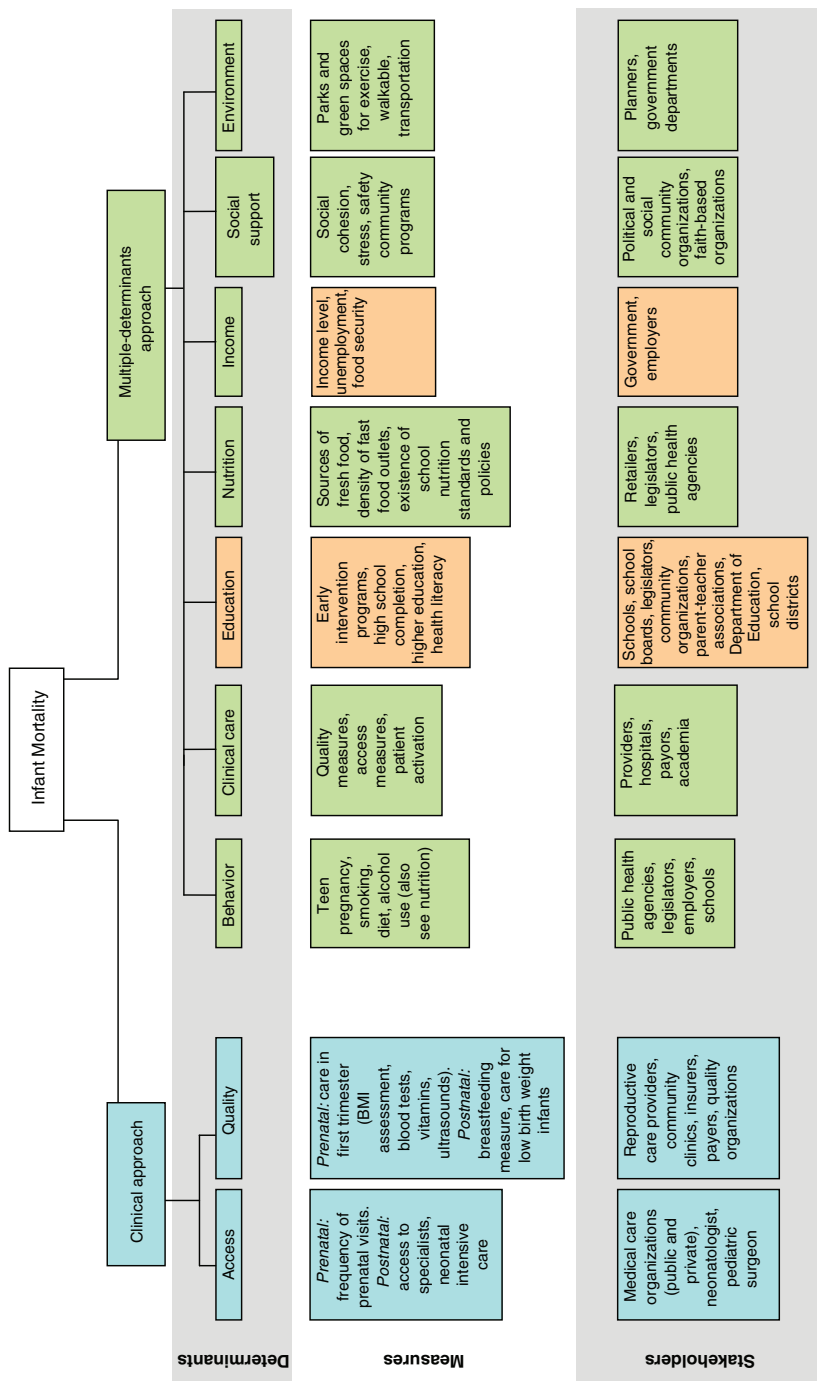 Infant Mortality
Clinical approach
Multiple-determinants
approach
Determinants
Access
Quality
Behavior
Clinical care
Education
Nutrition
Income
Social
support
Environment
Measures
Prenatal:
frequency of
prenatal visits.
Postnatal:
access to
specialists,
neonatal
intensive
care
Prenatal: care in
first trimester
(BMI
assessment,
blood tests,
vitamins,
ultrasounds).
Postnatal:
breastfeeding
measure, care for
low birth weight
infants
Teen
pregnancy,
smoking,
diet, alcohol
use (also
see nutrition)
Quality
measures,
access
measures,
patient
activation
Early
intervention
programs,
high school
completion,
higher education,
health literacy
Sources of
fresh food,
density of fast
food outlets,
existence of
school
nutrition
standards and
policies
Income level,
unemployment,
food security
Social
cohesion,
stress, safety
community
programs
Parks and
green spaces
for exercise,
walkable,
transportation
Stakeholders
Medical care
organizations
(public and
private),
neonatologist,
pediatric
surgeon
Reproductive
care providers,
community
clinics, insurers,
payers, quality
organizations
Public health
agencies,
legislators,
employers,
schools
Providers,
hospitals,
payors,
academia
Schools, school
boards, legislators,
community
organizations,
parent-teacher
associations,
Department of
Education,
school
districts
Retailers,
legislators,
public health
agencies
Government,
employers
Political and
social
community
organizations,
faith-based
organizations
Planners,
government
departments